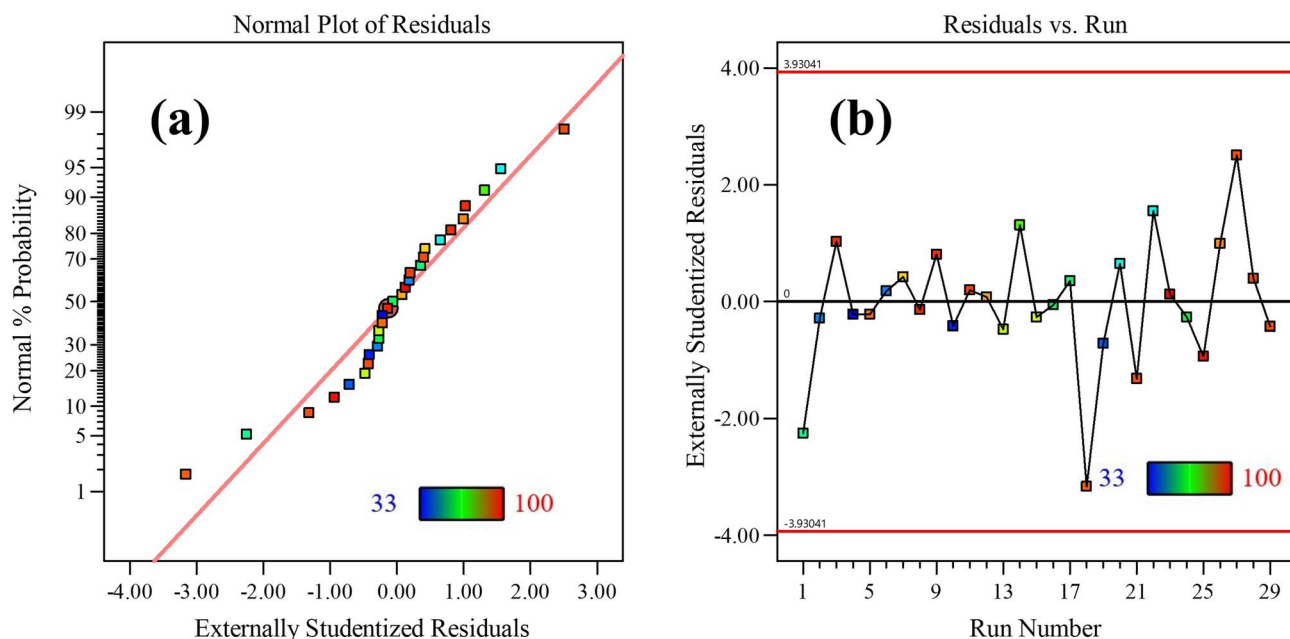 Normal Plot of Residuals
(a)
Normal % Probability
99
95
90
80
70
50
30
20
10
5
1
33
100
-4.00 -3.00 -2.00 -1.00 0.00 1.00 2.00 3.00
Externally Studentized Residuals
Residuals vs. Run
(b)
Externally Studentized Residuals
4.00
3.93041
2.00
0.00
0
-2.00
33
100
-3.93041
-4.00
1 5 9 13 17 21 25 29
Run Number